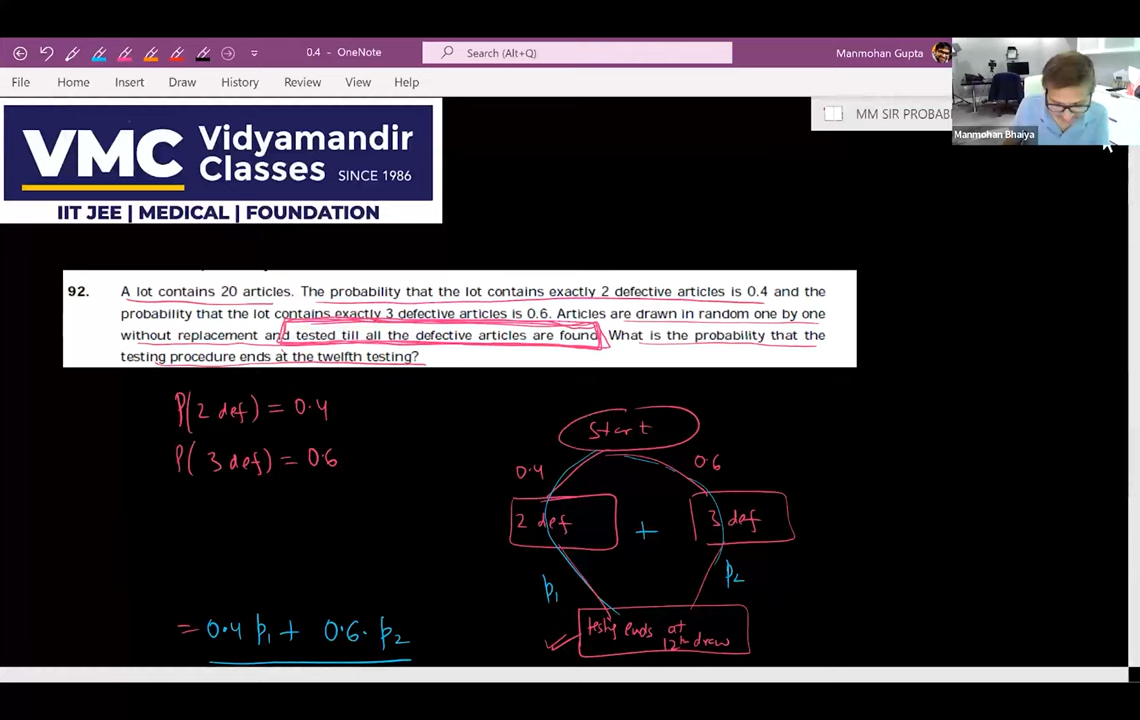 0.4 - OneNote
Search (Alt+Q)
Manmohan Gupta
File Home Insert Draw History Review View Help
MM SIR PROBABI
Manmohan Bhaiya
VMC Vidyamandir
Classes SINCE 1986
IIT JEE | MEDICAL | FOUNDATION
92. A lot contains 20 articles. The probability that the lot contains exactly 2 defective articles is 0.4 and the
probability that the lot contains exactly 3 defective articles is 0.6. Articles are drawn in random one by one
without replacement and tested till all the defective articles are found. What is the probability that the
testing procedure ends at the twelfth testing?
P(2 def) = 0.4
P( 3 def) = 0.6
Start
0.4 0.6
2 def + 3 def
p₁ p₂
testing ends at
12th draw
= 0.4 p₁ + 0.6. p₂